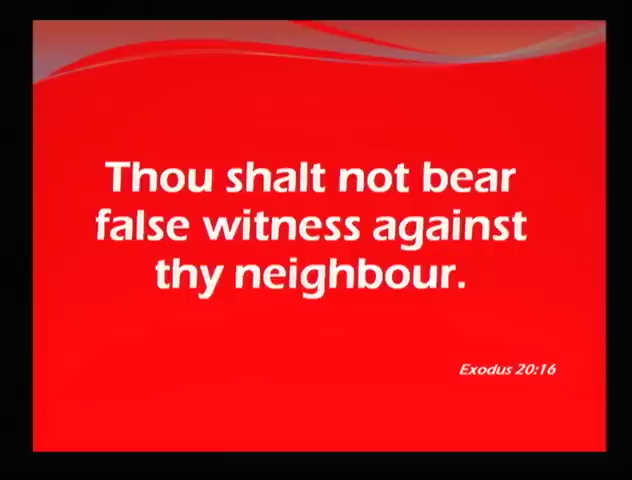 Thou shalt not bear
false witness against
thy neighbour.
Exodus 20:16